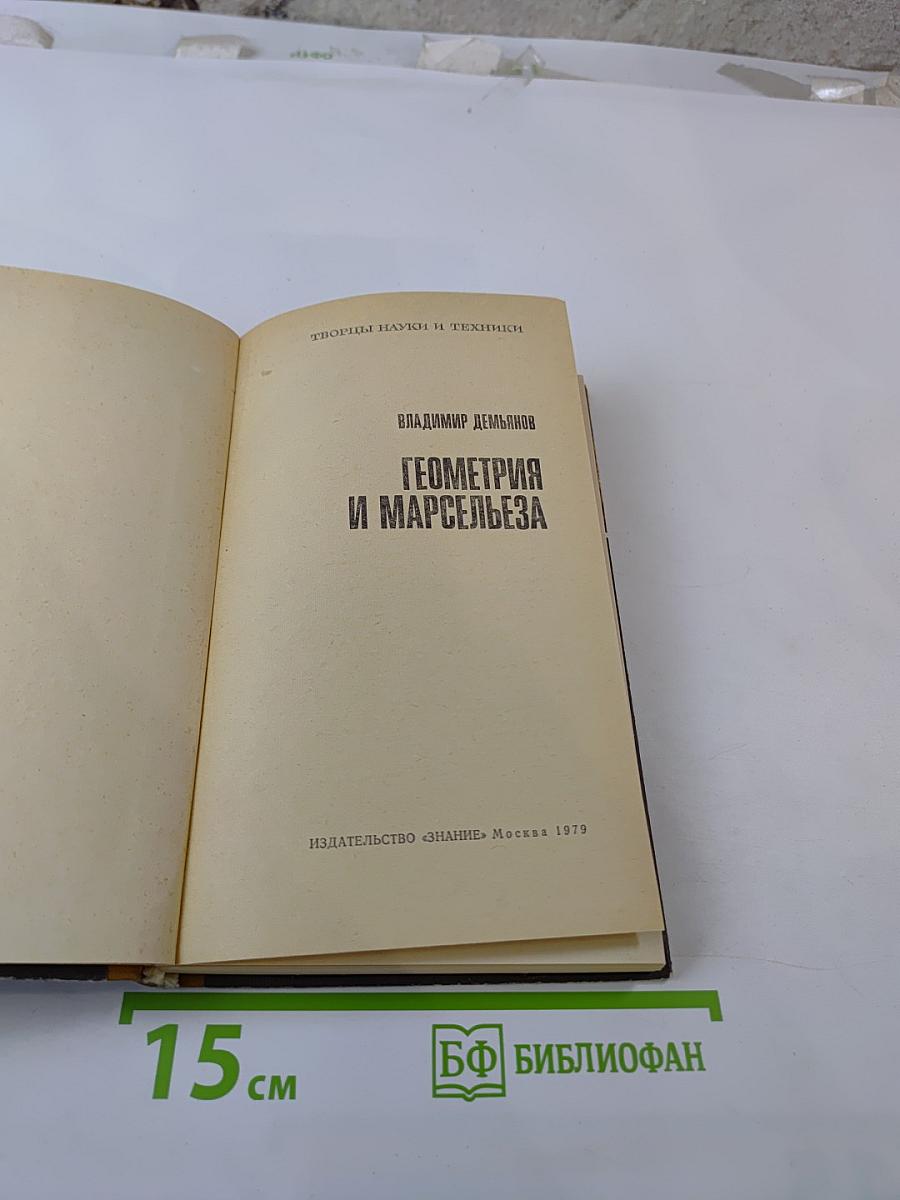 ТВОРЦЫ НАУКИ И ТЕХНИКИ
ВЛАДИМИР ДЕМЬЯНОВ
ГЕОМЕТРИЯ
И МАРСЕЛЬЕЗА
ИЗДАТЕЛЬСТВО «ЗНАНИЕ» Москва 1979
15 см
БФ БИБЛИОФАН